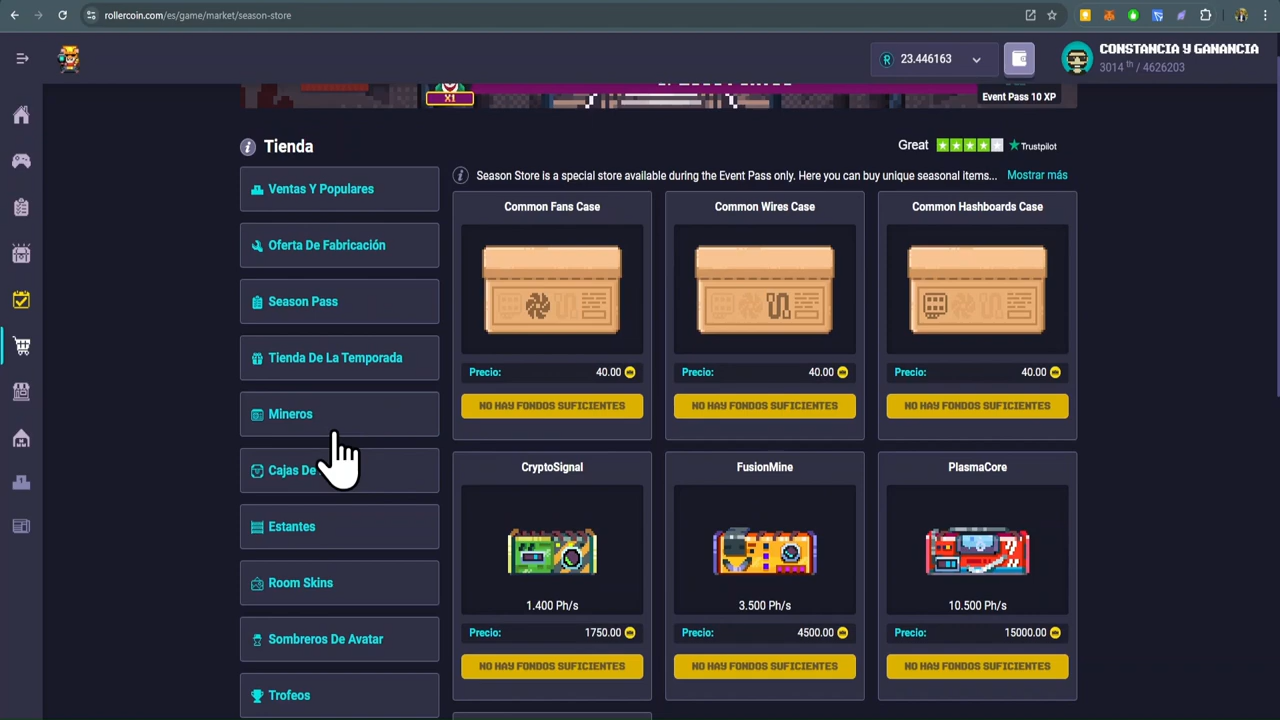 rollercoin.com/es/game/market/season-store
23.446163
CONSTANCIA Y GANANCIA
3014 th / 4626203
X1
Event Pass 10 XP
Tienda
Great
Trustpilot
Ventas Y Populares
Oferta De Fabricación
Season Pass
Tienda De La Temporada
Mineros
Cajas De
Estantes
Room Skins
Sombreros De Avatar
Trofeos
Season Store is a special store available during the Event Pass only. Here you can buy unique seasonal items...
Mostrar más
Common Fans Case
Precio: 40.00
NO HAY FONDOS SUFICIENTES
Common Wires Case
Precio: 40.00
NO HAY FONDOS SUFICIENTES
Common Hashboards Case
Precio: 40.00
NO HAY FONDOS SUFICIENTES
CryptoSignal
1.400 Ph/s
Precio: 1750.00
NO HAY FONDOS SUFICIENTES
FusionMine
3.500 Ph/s
Precio: 4500.00
NO HAY FONDOS SUFICIENTES
PlasmaCore
10.500 Ph/s
Precio: 15000.00
NO HAY FONDOS SUFICIENTES